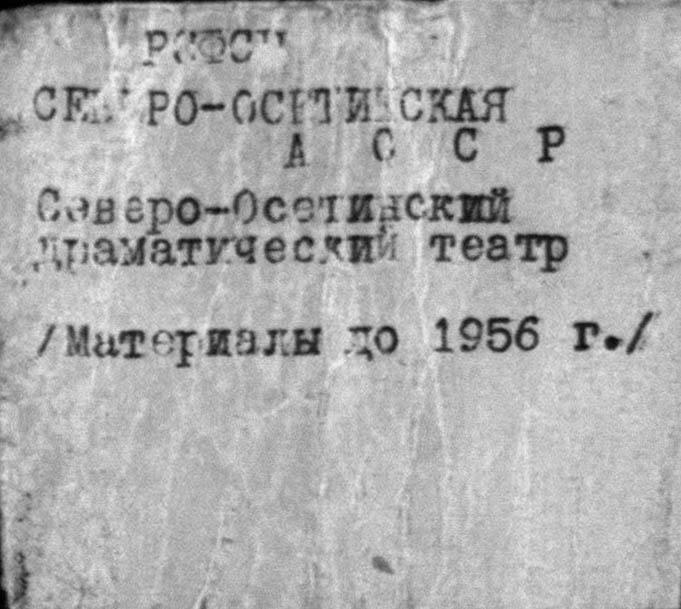 РСФСР
СЕВЕРО-ОСЕТИНСКАЯ
А С С Р
Северо-Осетинский
драматический театр
/Материалы до 1956 г./